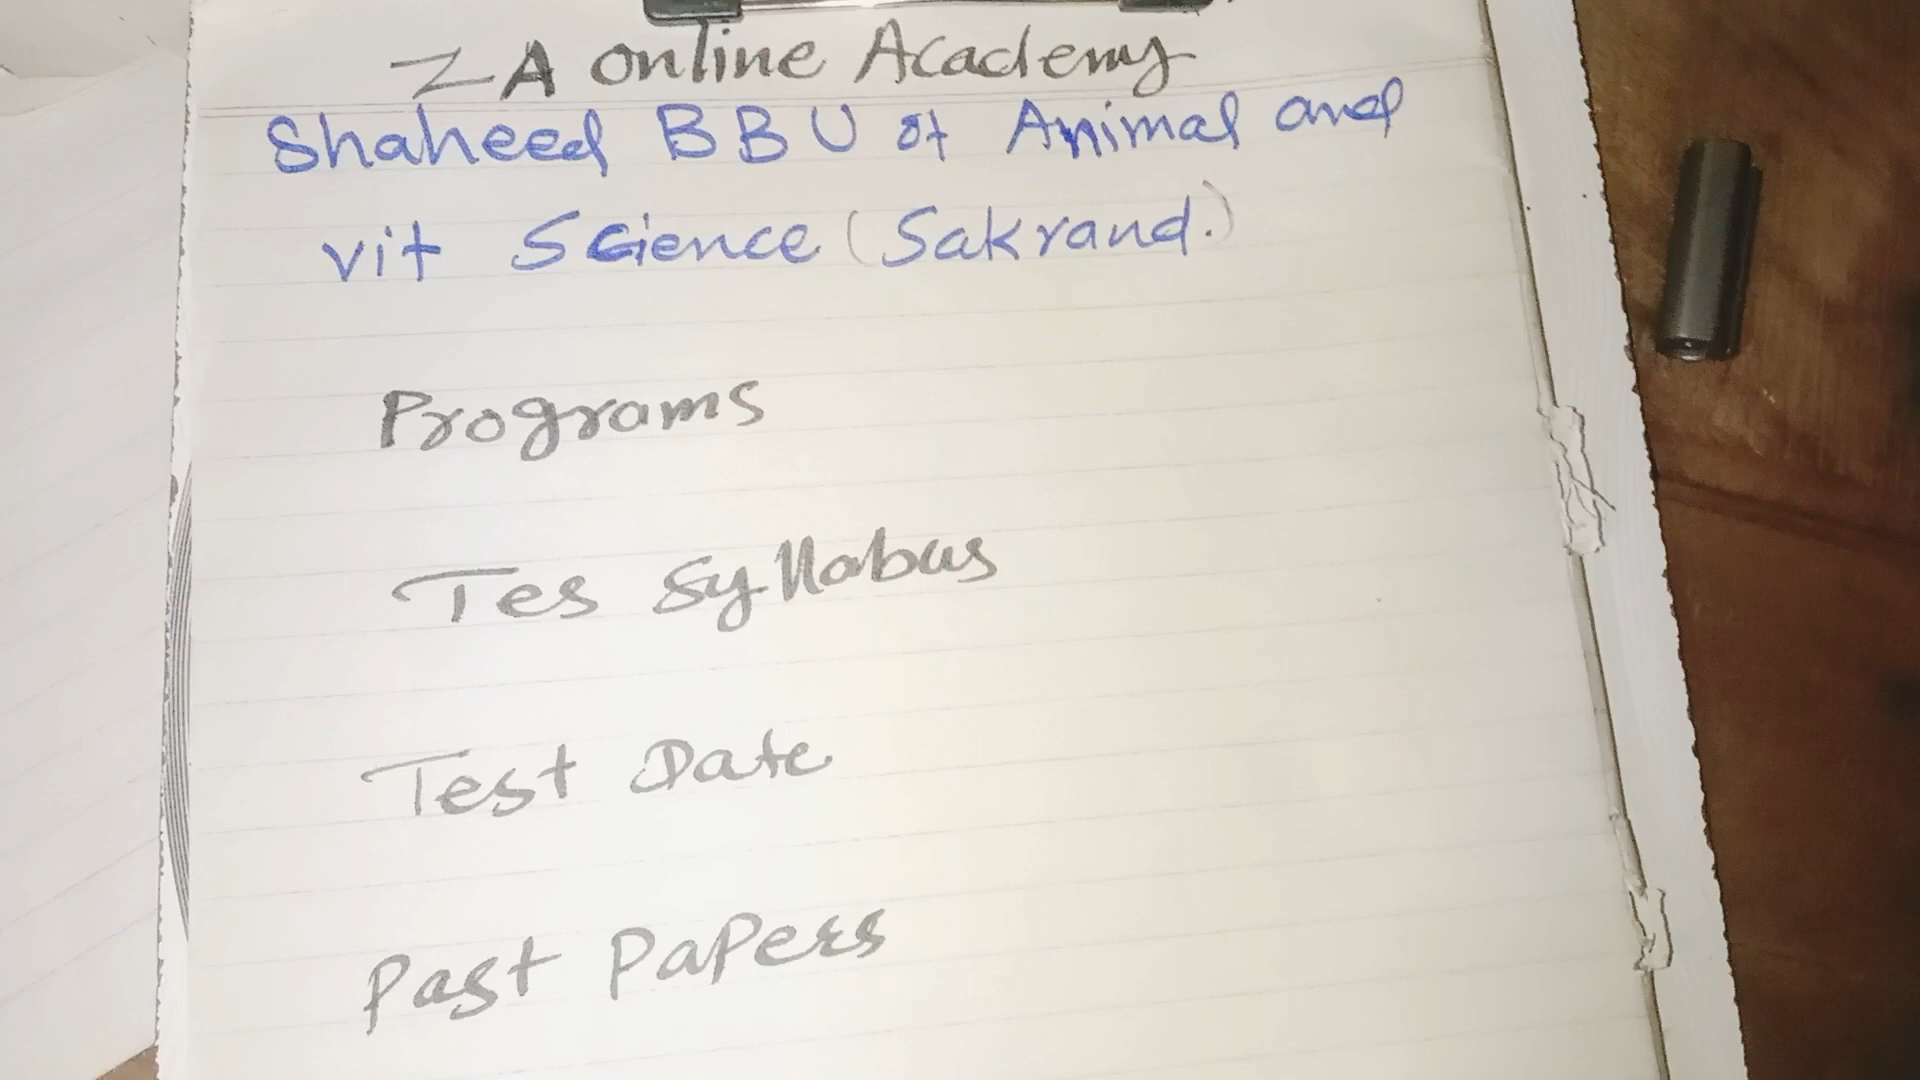 ZA online Academy
Shaheed BBU of Animal and
vit Science (Sakrand.)
Programs
Tes Syllabus
Test Date
Past Papers